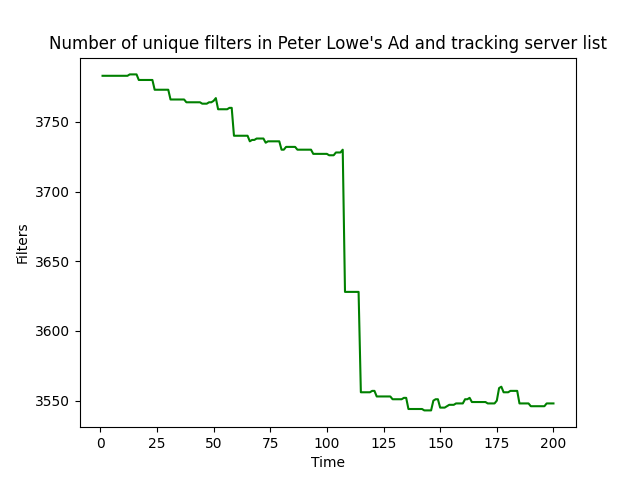 Number of unique filters in Peter Lowe's Ad and tracking server list
3750
3700
3650
3600
3550
Filters
0 25 50 75 100 125 150 175 200
Time